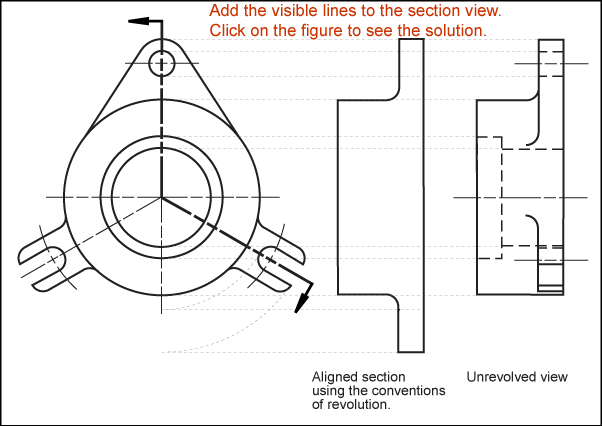 Add the visible lines to the section view.
Click on the figure to see the solution.
Aligned section
using the conventions
of revolution.
Unrevolved view